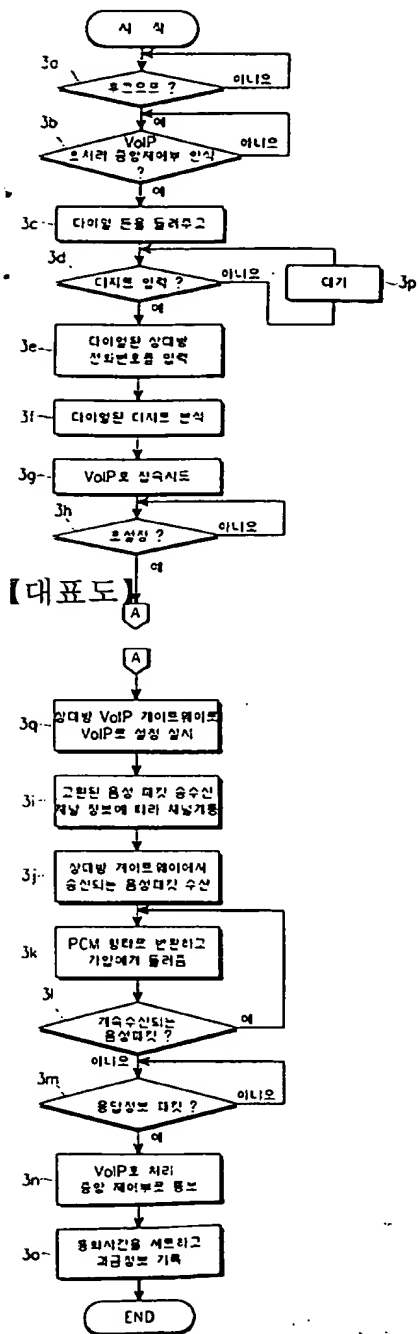 시 작
3a
후크오프 ?
아니오
예
3b
VoIP
호처리 중앙제어부 인식
?
아니오
예
3c
다이얼 톤을 들려주고
3d
디지트 입력 ?
아니오
대기
3p
예
3e
다이얼된 상대방
전화번호를 입력
3f
다이얼된 디지트 분석
3g
VoIP호 접속시도
3h
호설정 ?
아니오
예
【대표도】
A
A
3q
상대방 VoIP 게이트웨이로
VoIP호 설정 실시
3i
교환된 음성 패킷 송수신
채널 정보에 따라 채널개통
3j
상대방 게이트웨이에서
송신되는 음성패킷 수신
3k
PCM 형태로 변환하고
들려줌
3l
계속수신되는
음성패킷 ?
예
아니오
3m
응답정보 패킷 ?
아니오
예
3n
VoIP호 처리
중앙 제어부로 통보
3o
통화시간을 세트하고
과금정보 기록
END